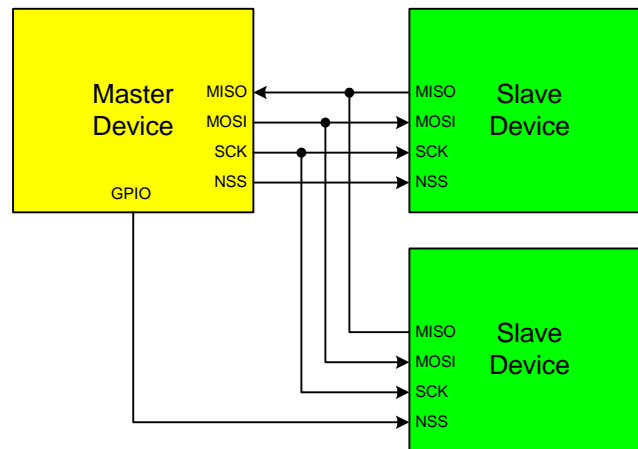 Master
Device
MISO
MOSI
SCK
NSS
GPIO
MISO
MOSI
SCK
NSS
Slave
Device
MISO
MOSI
SCK
NSS
Slave
Device